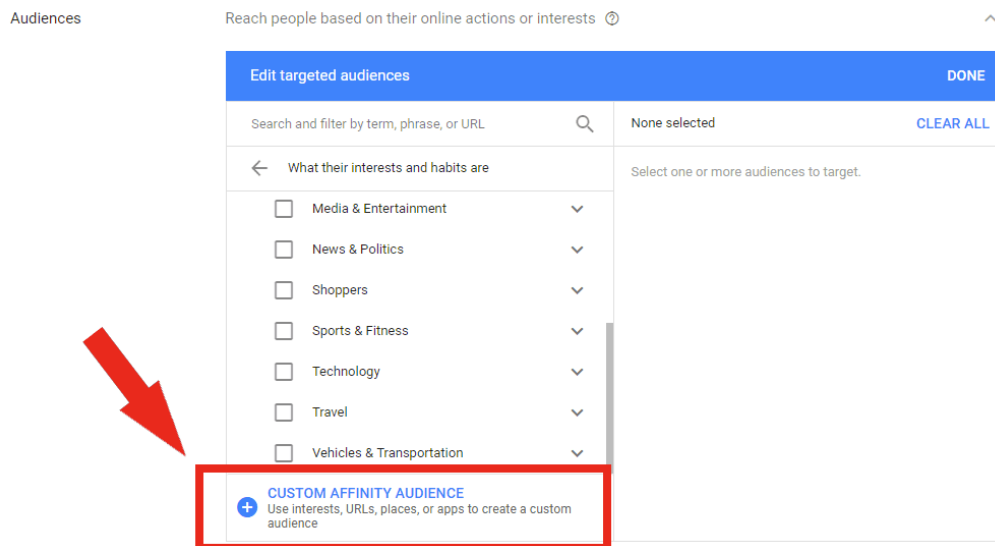 Audiences
Reach people based on their online actions or interests
Edit targeted audiences
DONE
Search and filter by term, phrase, or URL
None selected
CLEAR ALL
What their interests and habits are
Select one or more audiences to target.
Media & Entertainment
News & Politics
Shoppers
Sports & Fitness
Technology
Travel
Vehicles & Transportation
CUSTOM AFFINITY AUDIENCE
Use interests, URLs, places, or apps to create a custom
audience